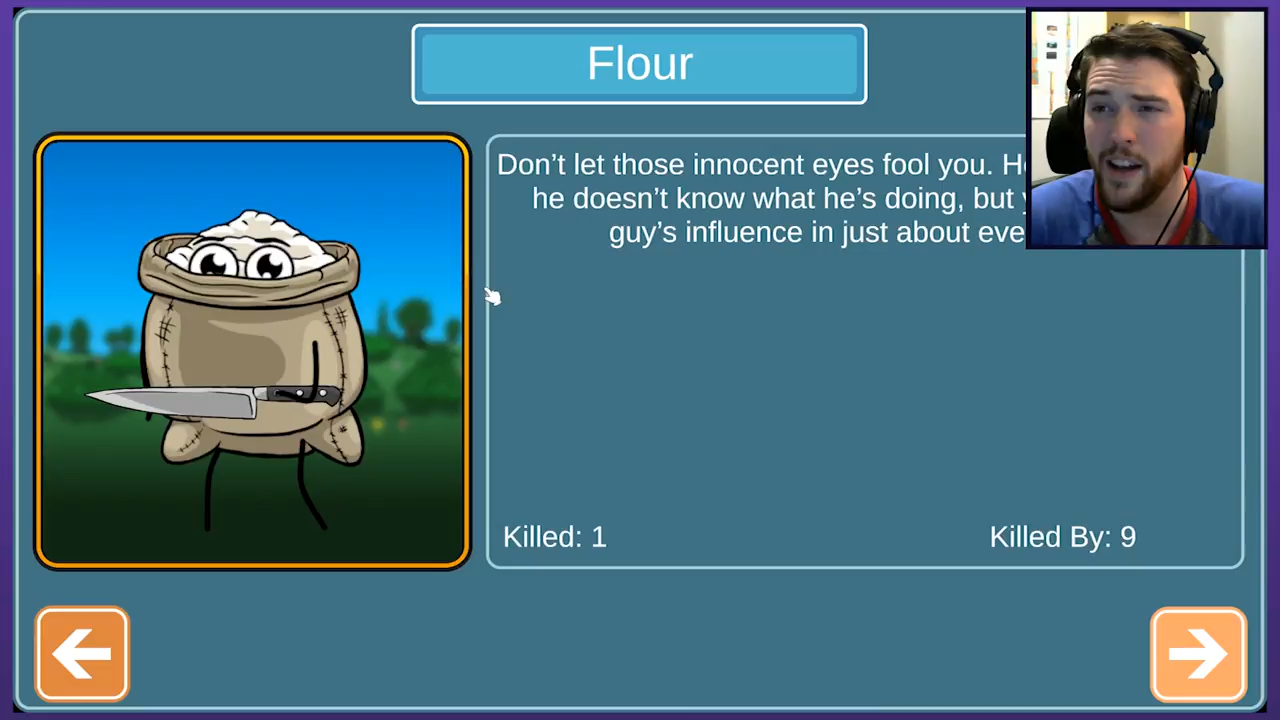 Flour
Don't let those innocent eyes fool you.
he doesn't know what he's doing, but
guy's influence in just about
Killed: 1
Killed By: 9